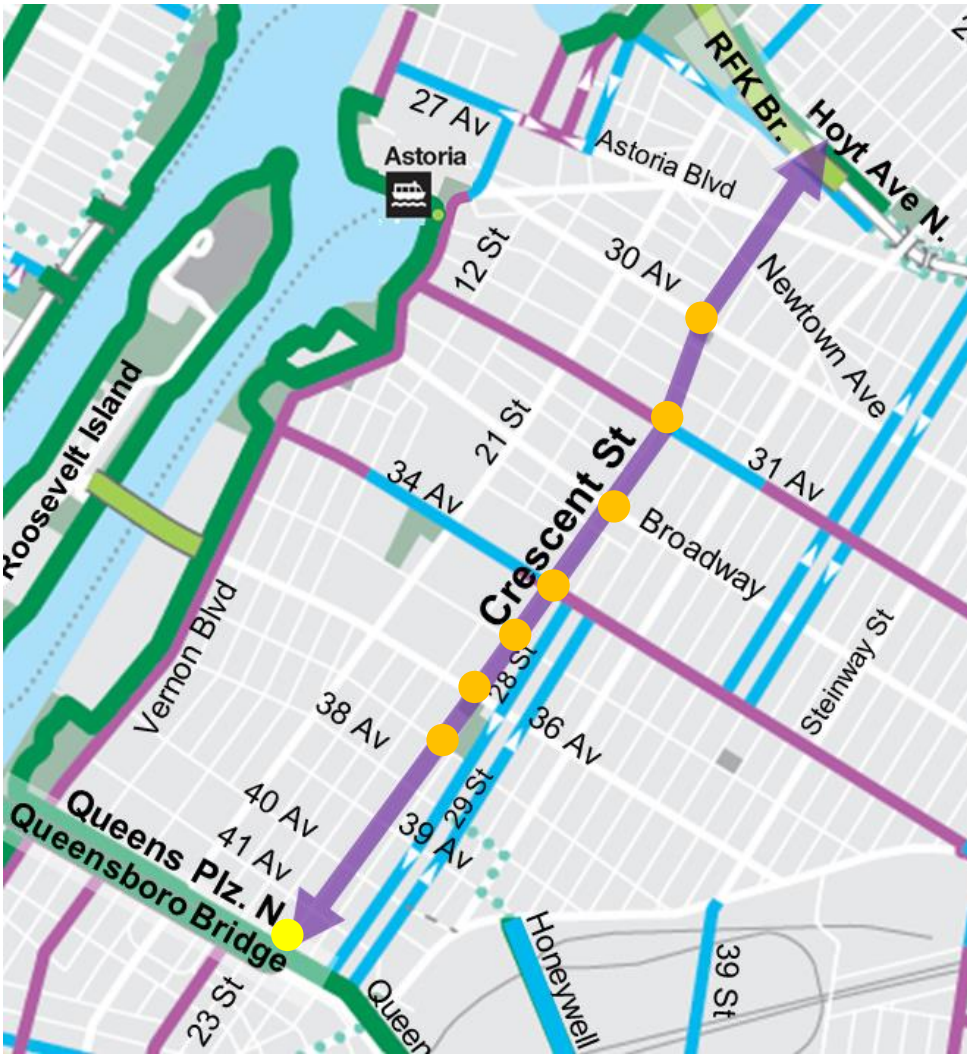 RFK Br.
27 Av
Hoyt Ave N.
Astoria
Astoria Blvd
12 St
30 Av
Newtown Ave
Roosevelt Island
21 St
31 Av
34 Av
Crescent St
Broadway
Vernon Blvd
28 St
Steinway St
38 Av
36 Av
29 St
40 Av
39 Av
41 Av
Queens Plz. N
Queensboro Bridge
Honeywell
39 St
23 St
Queen